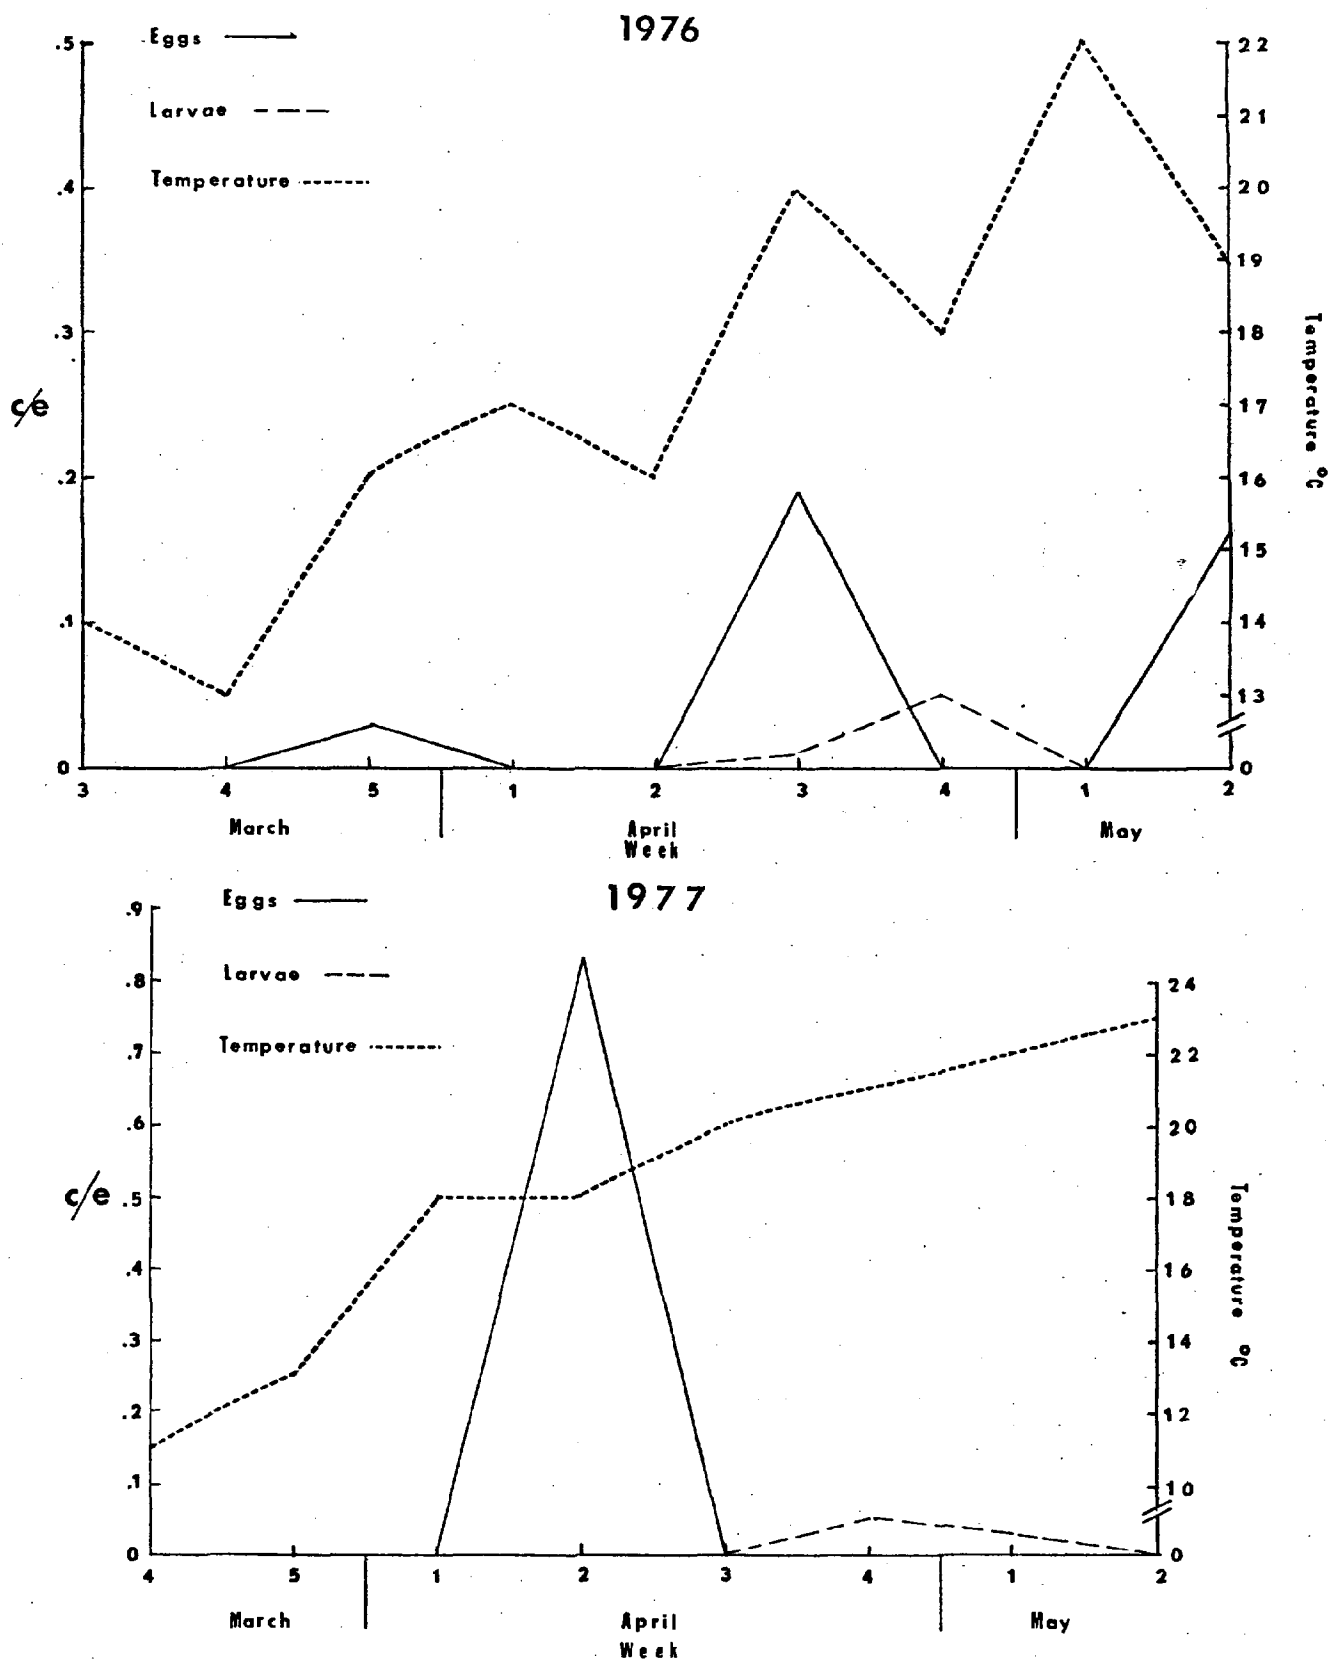 1976
Eggs
Larvae
Temperature
.5
.4
.3
.2
.1
0
c/e
22
21
20
19
18
17
16
15
14
13
0
Temperature °C
3 4 5 1 2 3 4 1 2
March April May
Week
1977
Eggs
Larvae
Temperature
.9
.8
.7
.6
.5
.4
.3
.2
.1
0
c/e
24
22
20
18
16
14
12
10
0
Temperature °C
4 5 1 2 3 4 1 2
March April May
Week